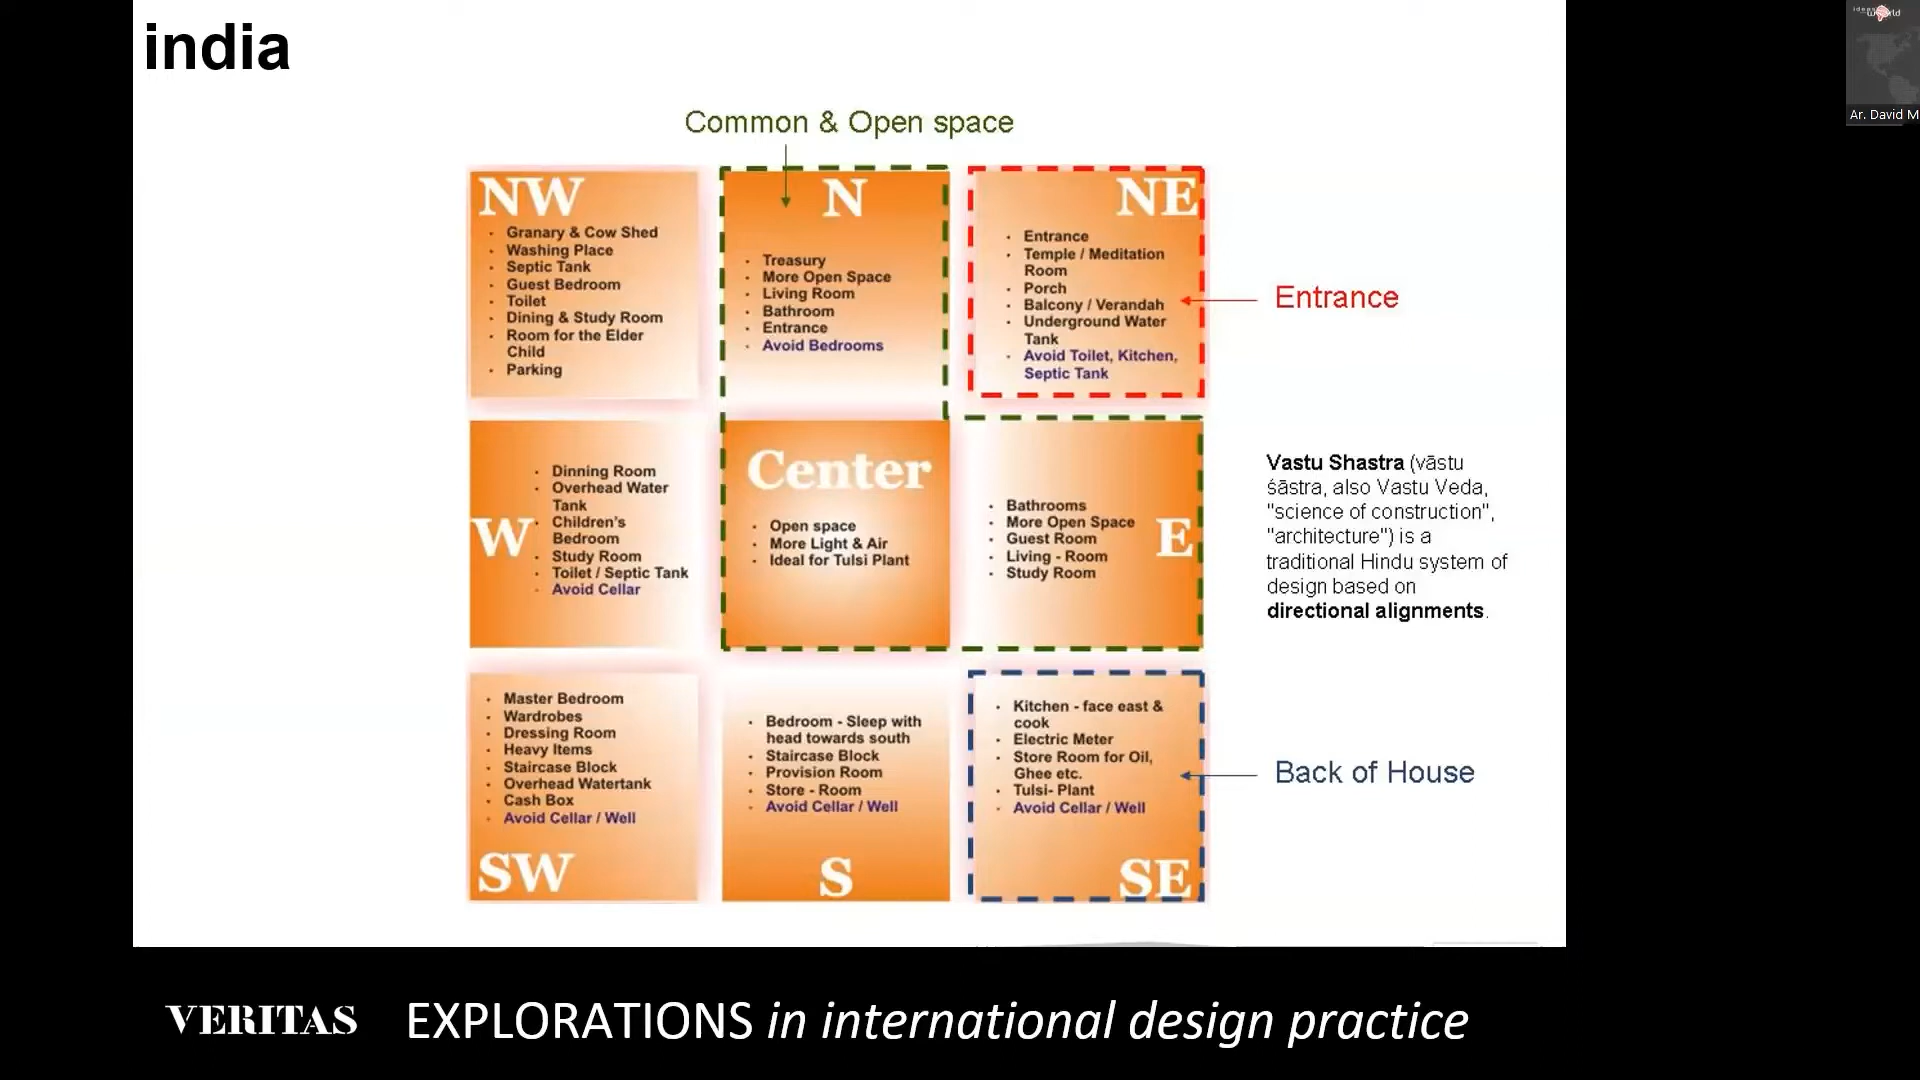 india
Common & Open space
NW
Granary & Cow Shed
Washing Place
Septic Tank
Guest Bedroom
Toilet
Dining & Study Room
Room for the Elder
Child
Parking
N
Treasury
More Open Space
Living Room
Bathroom
Entrance
Avoid Bedrooms
NE
Entrance
Temple / Meditation
Room
Porch
Balcony / Verandah
Underground Water
Tank
Avoid Toilet, Kitchen,
Septic Tank
Entrance
W
Dinning Room
Overhead Water
Tank
Children's
Bedroom
Study Room
Toilet / Septic Tank
Avoid Cellar
Center
Open space
More Light & Air
Ideal for Tulsi Plant
Bathrooms
More Open Space
Guest Room
Living - Room
Study Room
E
Vastu Shastra (vāstu
śāstra, also Vastu Veda,
"science of construction",
"architecture") is a
traditional Hindu system of
design based on
directional alignments.
Master Bedroom
Wardrobes
Dressing Room
Heavy Items
Staircase Block
Overhead Watertank
Cash Box
Avoid Cellar / Well
SW
Bedroom - Sleep with
head towards south
Staircase Block
Provision Room
Store - Room
Avoid Cellar / Well
S
Kitchen - face east &
cook
Electric Meter
Store Room for Oil,
Ghee etc.
Tulsi- Plant
Avoid Cellar / Well
SE
Back of House
VERITAS EXPLORATIONS in international design practice
Ar. David M